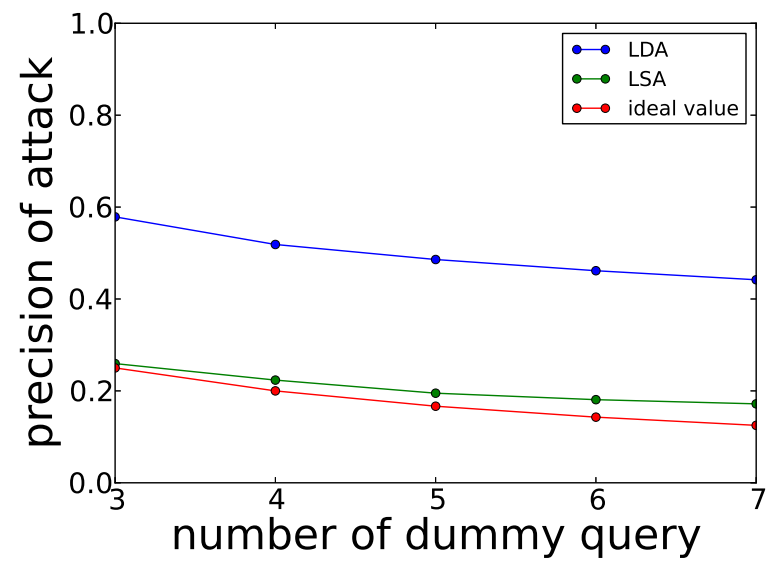 1.0
0.8
0.6
0.4
0.2
0.0
precision of attack
LDA
LSA
ideal value
3 4 5 6 7
number of dummy query